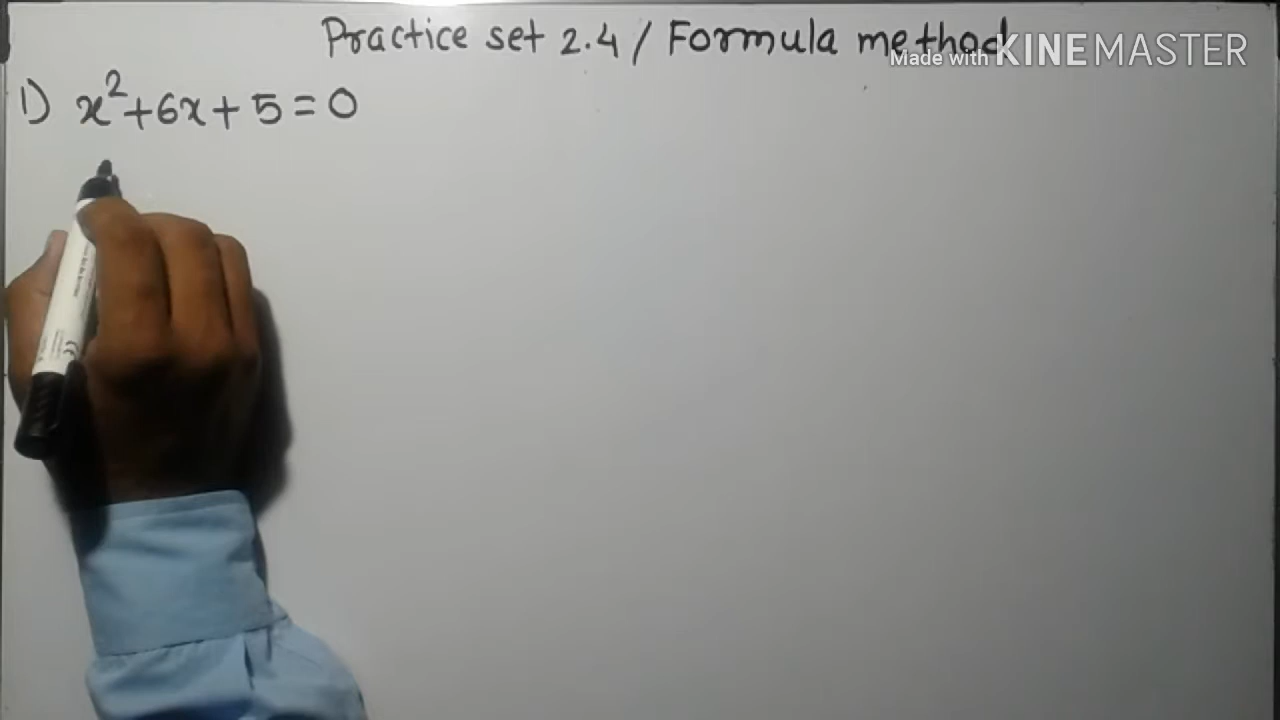 Practice set 2.4 / Formula method
Made with KINEMASTER
1) x²+6x+5=0